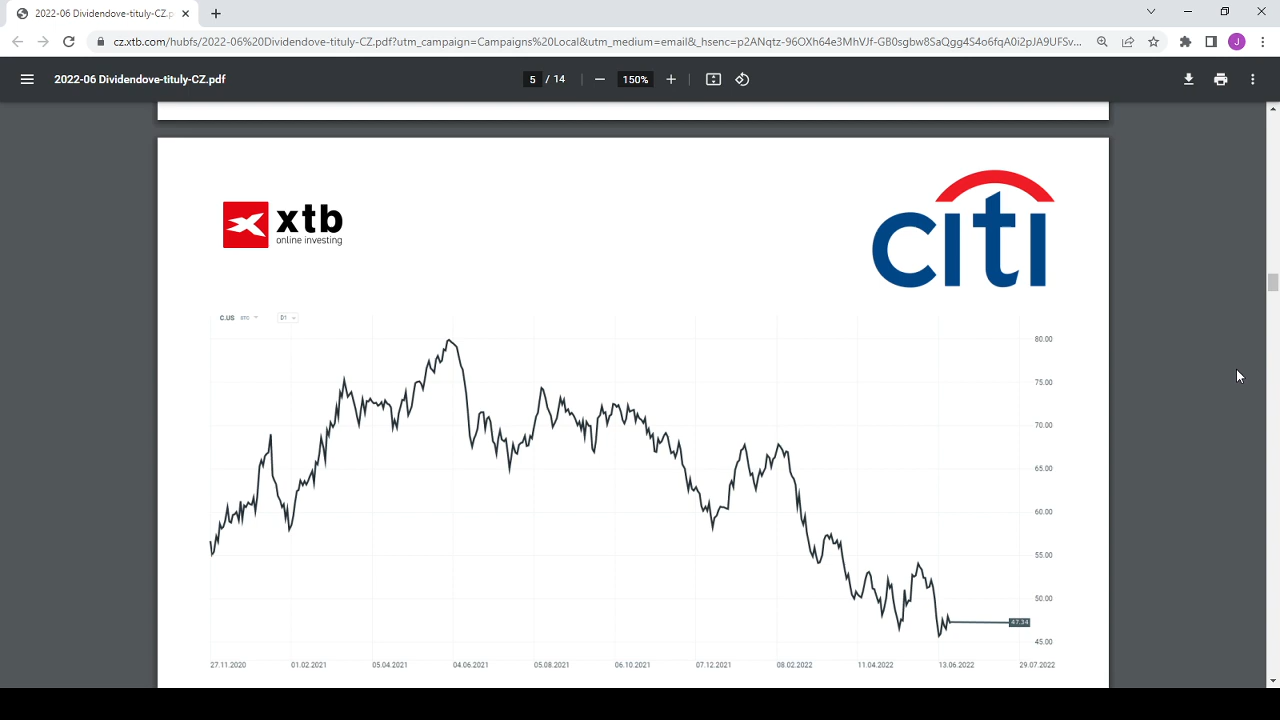 2022-06 Dividendove-tituly-CZ.p
cz.xtb.com/hubfs/2022-06%20Dividendove-tituly-CZ.pdf?utm_campaign=Campaigns%20Local&utm_medium=email&_hsenc=p2ANqtz-96OXh64e3MhVJf-GB0sgbw8SaQgg4S4o6fqA0i2pJA9UFSv...
J
2022-06 Dividendove-tituly-CZ.pdf
5 / 14
150%
xtb
online investing
citi
C.US
D1
80.00
75.00
70.00
65.00
60.00
55.00
50.00
47.34
45.00
27.11.2020 01.02.2021 05.04.2021 04.06.2021 05.08.2021 06.10.2021 07.12.2021 08.02.2022 11.04.2022 13.06.2022 29.07.2022